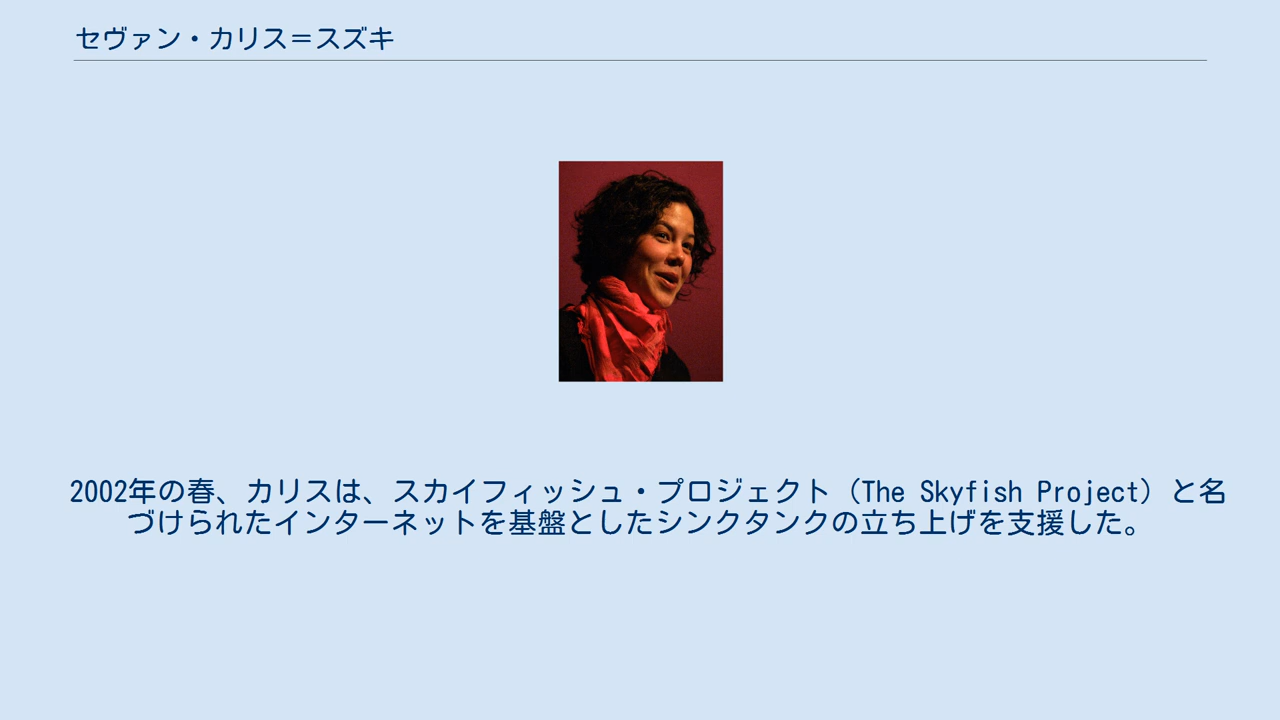 セヴァン・カリス＝スズキ
2002年の春、カリスは、スカイフィッシュ・プロジェクト（The Skyfish Project）と名
づけられたインターネットを基盤としたシンクタンクの立ち上げを支援した。